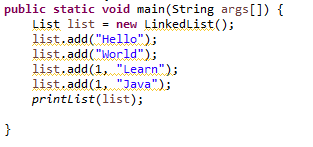 public static void main(String args[]) {
List list = new LinkedList();
list.add("Hello");
list.add("World");
list.add(1, "Learn");
list.add(1, "Java");
printList(list);
}